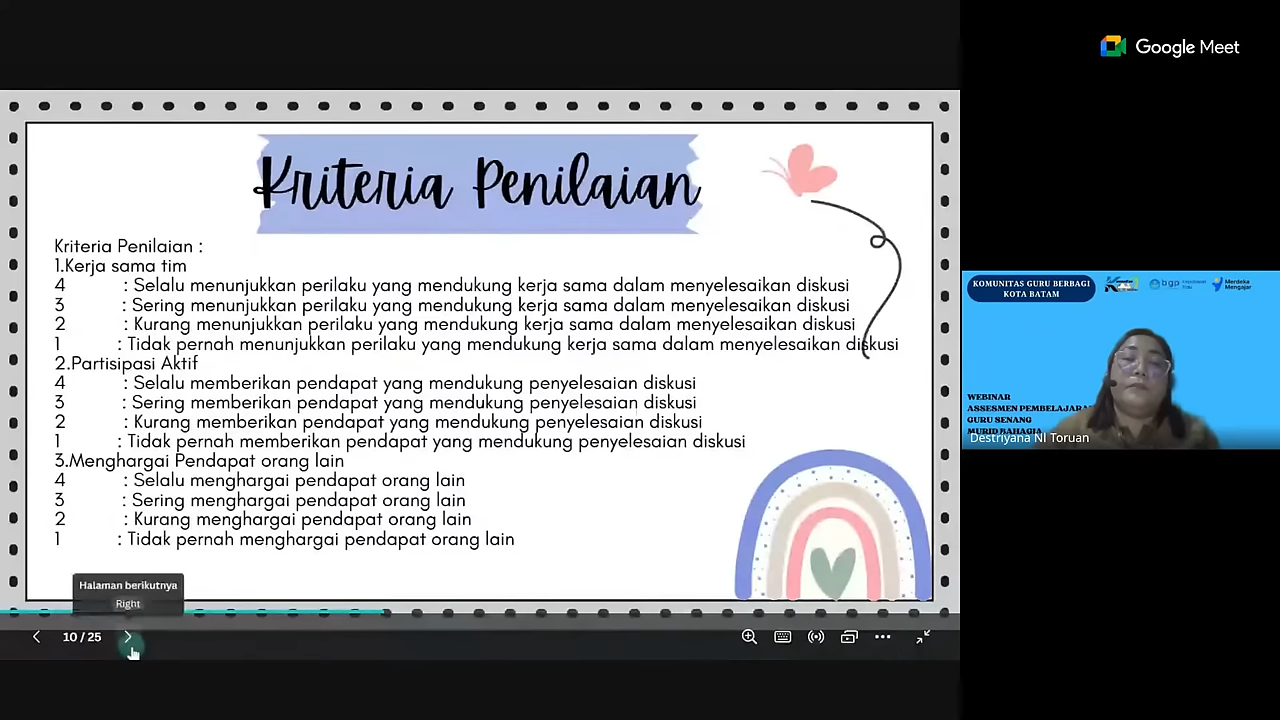 Google Meet
Kriteria Penilaian
Kriteria Penilaian :
1.Kerja sama tim
4 : Selalu menunjukkan perilaku yang mendukung kerja sama dalam menyelesaikan diskusi
3 : Sering menunjukkan perilaku yang mendukung kerja sama dalam menyelesaikan diskusi
2 : Kurang menunjukkan perilaku yang mendukung kerja sama dalam menyelesaikan diskusi
1 : Tidak pernah menunjukkan perilaku yang mendukung kerja sama dalam menyelesaikan diskusi
2.Partisipasi Aktif
4 : Selalu memberikan pendapat yang mendukung penyelesaian diskusi
3 : Sering memberikan pendapat yang mendukung penyelesaian diskusi
2 : Kurang memberikan pendapat yang mendukung penyelesaian diskusi
1 : Tidak pernah memberikan pendapat yang mendukung penyelesaian diskusi
3.Menghargai Pendapat orang lain
4 : Selalu menghargai pendapat orang lain
3 : Sering menghargai pendapat orang lain
2 : Kurang menghargai pendapat orang lain
1 : Tidak pernah menghargai pendapat orang lain
Halaman berikutnya
Right
10 / 25
KOMUNITAS GURU BERBAGI
KOTA BATAM
bgp
Merdeka
Mengajar
WEBINAR
ASSESMEN PEMBELAJARA
GURU SENANG
MURID BAHAGIA
Destriyana NI Toruan